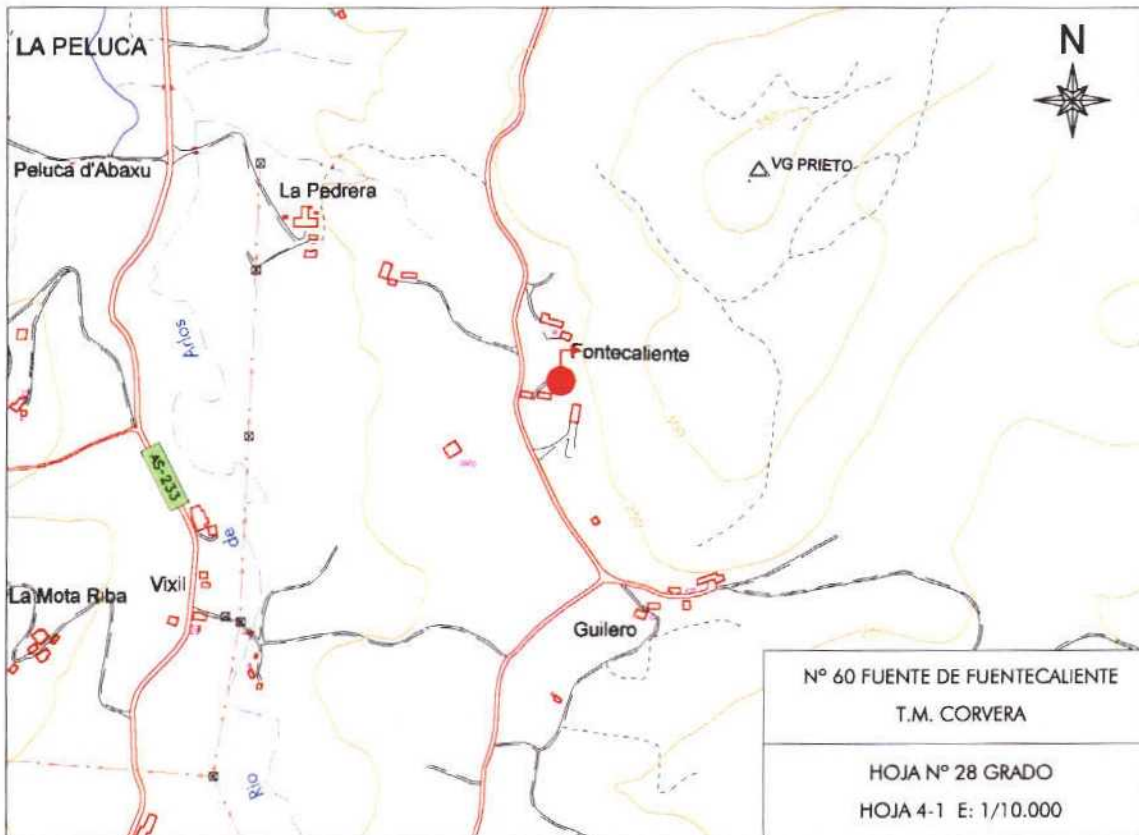 LA PELUCA
N
Peluca d'Abaxu
La Pedrera
VG PRIETO
Arlos
Fontecaliente
AS-233
de
Vixil
La Mota Riba
Guilero
Rio
Nº 60 FUENTE DE FUENTECALIENTE
T.M. CORVERA
HOJA Nº 28 GRADO
HOJA 4-1 E: 1/10.000